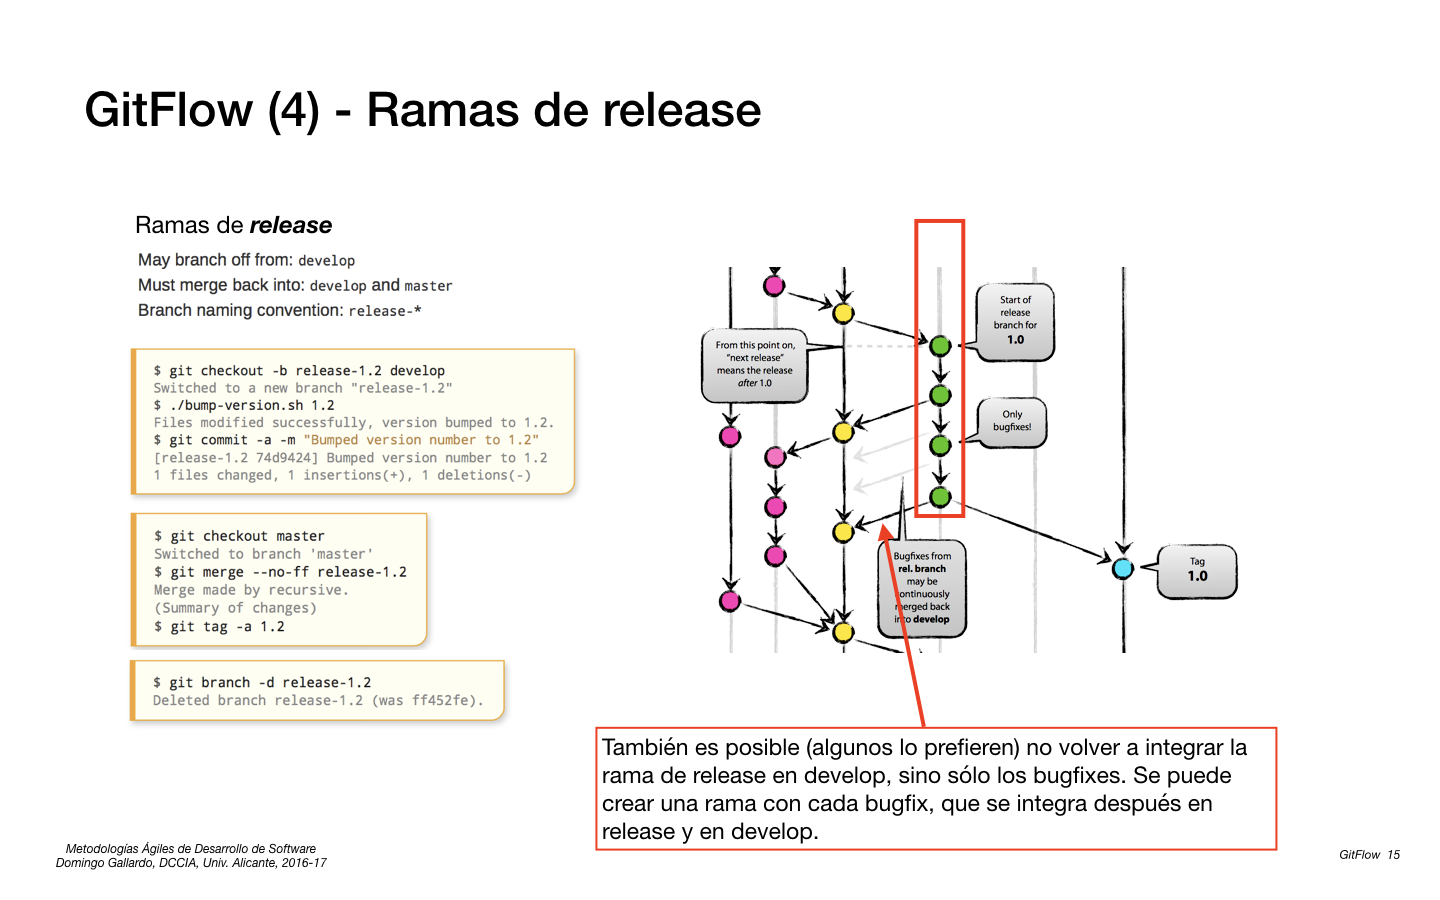 GitFlow (4) - Ramas de release
Ramas de release
May branch off from: develop
Must merge back into: develop and master
Branch naming convention: release-*
$ git checkout -b release-1.2 develop
Switched to a new branch "release-1.2"
$ ./bump-version.sh 1.2
Files modified successfully, version bumped to 1.2.
$ git commit -a -m "Bumped version number to 1.2"
[release-1.2 74d9424] Bumped version number to 1.2
1 files changed, 1 insertions(+), 1 deletions(-)
$ git checkout master
Switched to branch 'master'
$ git merge --no-ff release-1.2
Merge made by recursive.
(Summary of changes)
$ git tag -a 1.2
$ git branch -d release-1.2
Deleted branch release-1.2 (was ff452fe).
Start of
release
branch for
1.0
From this point on,
"next release"
means the release
after 1.0
Only
bugfixes!
Bugfixes from
rel. branch
may be
continuously
merged back
into develop
Tag
1.0
También es posible (algunos lo prefieren) no volver a integrar la
rama de release en develop, sino sólo los bugfixes. Se puede
crear una rama con cada bugfix, que se integra después en
release y en develop.
Metodologías Ágiles de Desarrollo de Software
Domingo Gallardo, DCCIA, Univ. Alicante, 2016-17
GitFlow 15